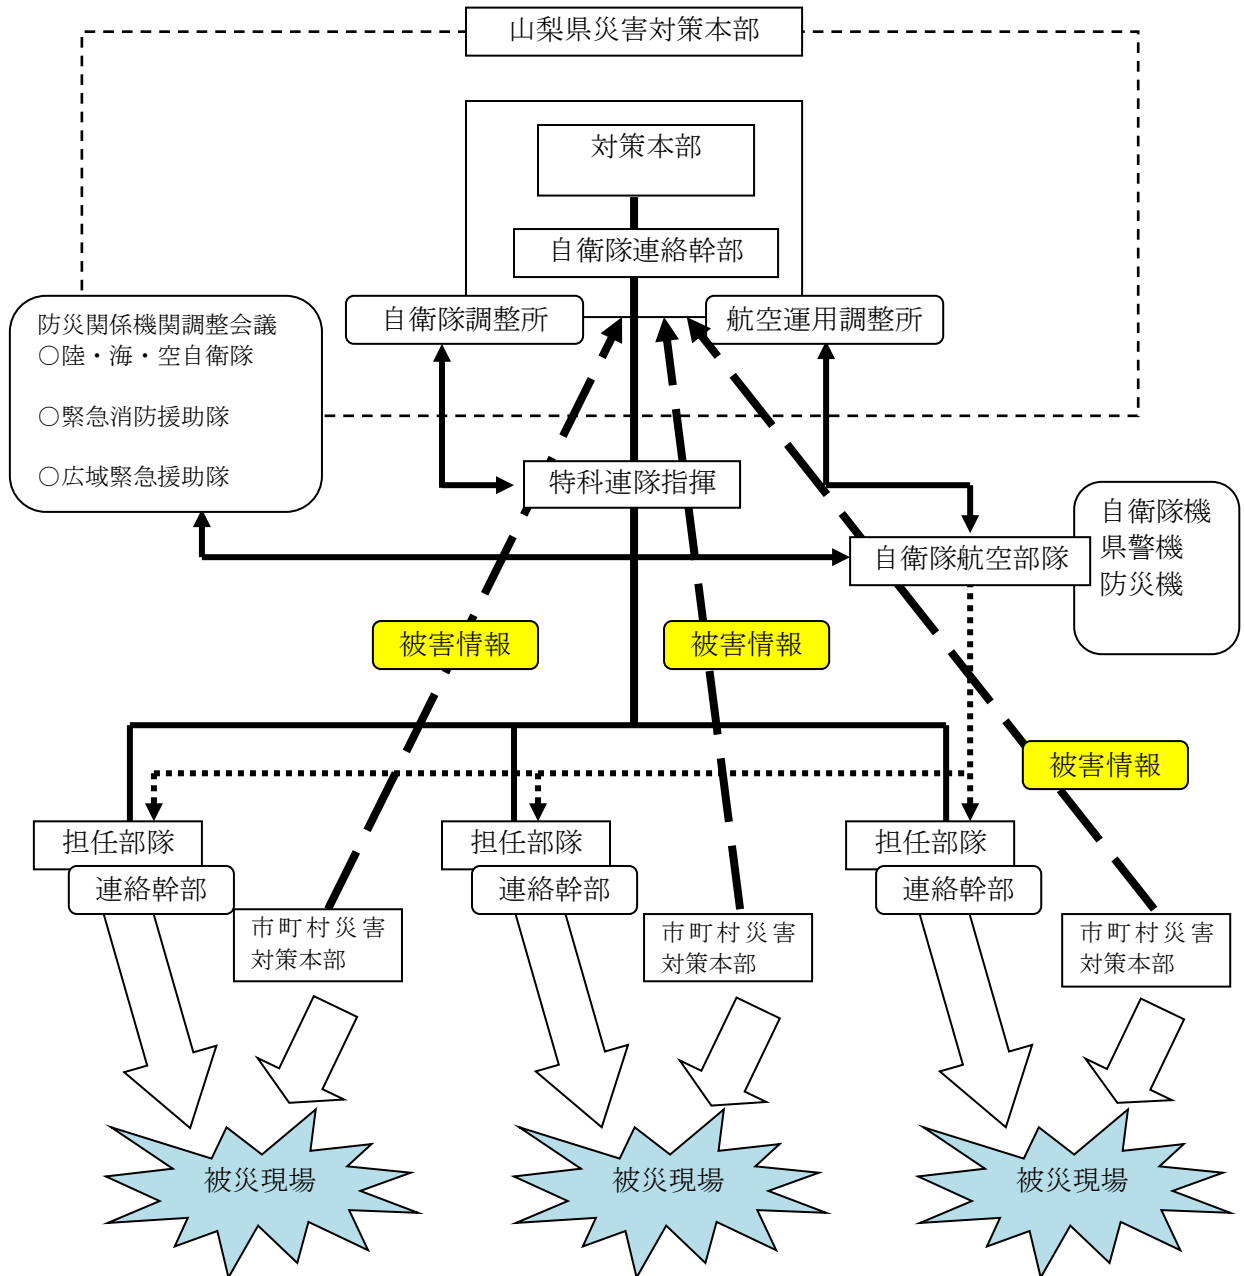 山梨県災害対策本部
対策本部
自衛隊連絡幹部
自衛隊調整所
航空運用調整所
防災関係機関調整会議
○陸・海・空自衛隊
○緊急消防援助隊
○広域緊急援助隊
特科連隊指揮
自衛隊航空部隊
自衛隊機
県警機
防災機
被害情報
被害情報
被害情報
担任部隊
連絡幹部
市町村災害
対策本部
担任部隊
連絡幹部
市町村災害
対策本部
担任部隊
連絡幹部
市町村災害
対策本部
被災現場
被災現場
被災現場